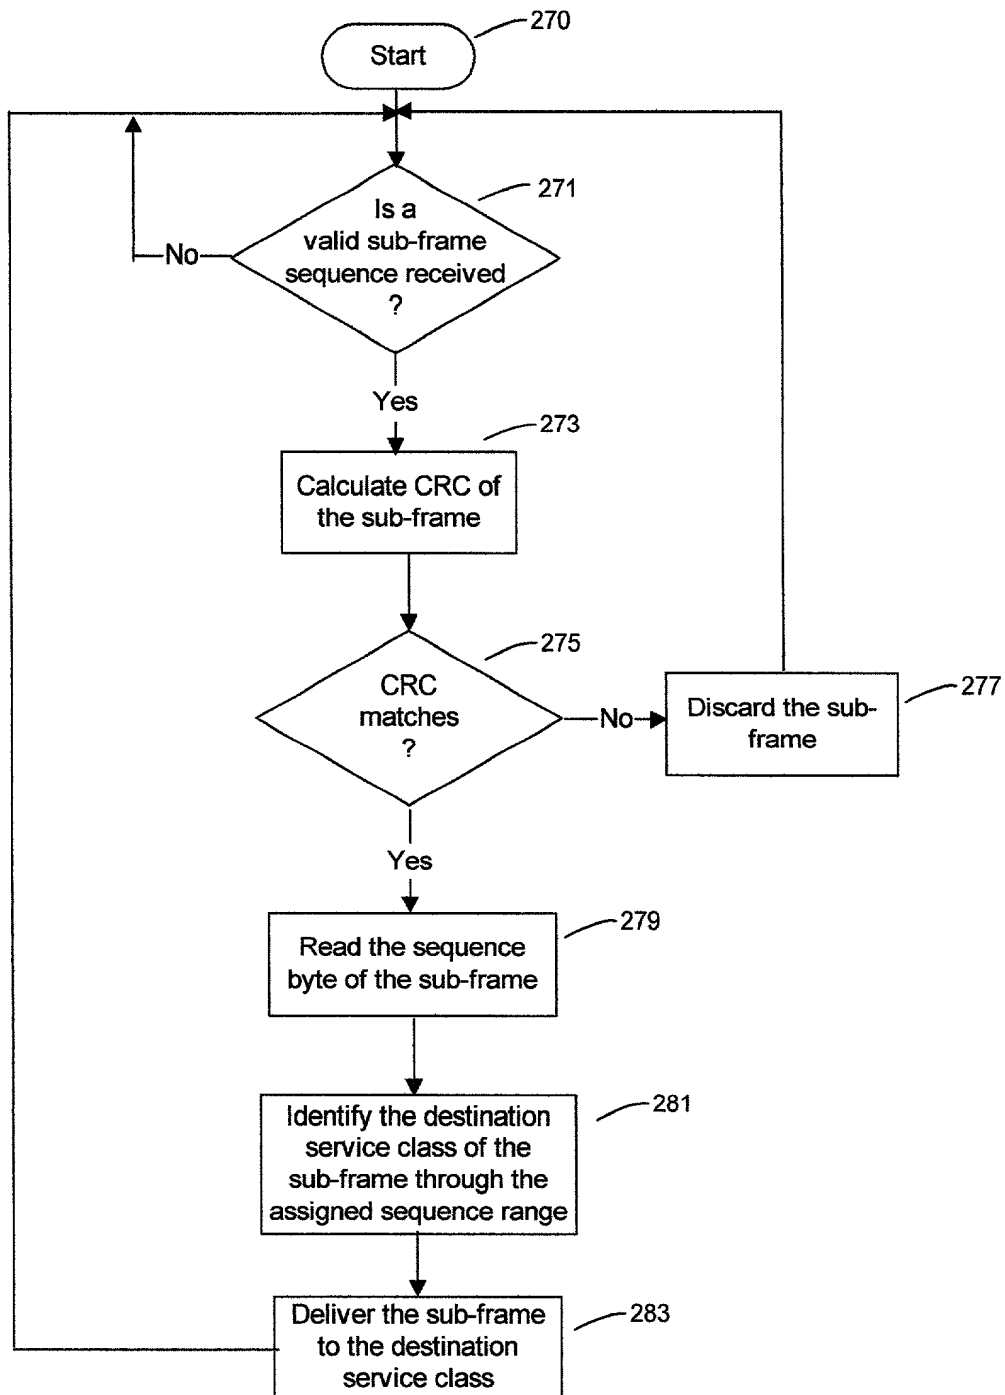 270
Start
271
Is a
valid sub-frame
sequence received
?
No
Yes
273
Calculate CRC of
the sub-frame
275
CRC
matches
?
No
277
Discard the sub-
frame
Yes
279
Read the sequence
byte of the sub-frame
281
Identify the destination
service class of the
sub-frame through the
assigned sequence range
283
Deliver the sub-frame
to the destination
service class